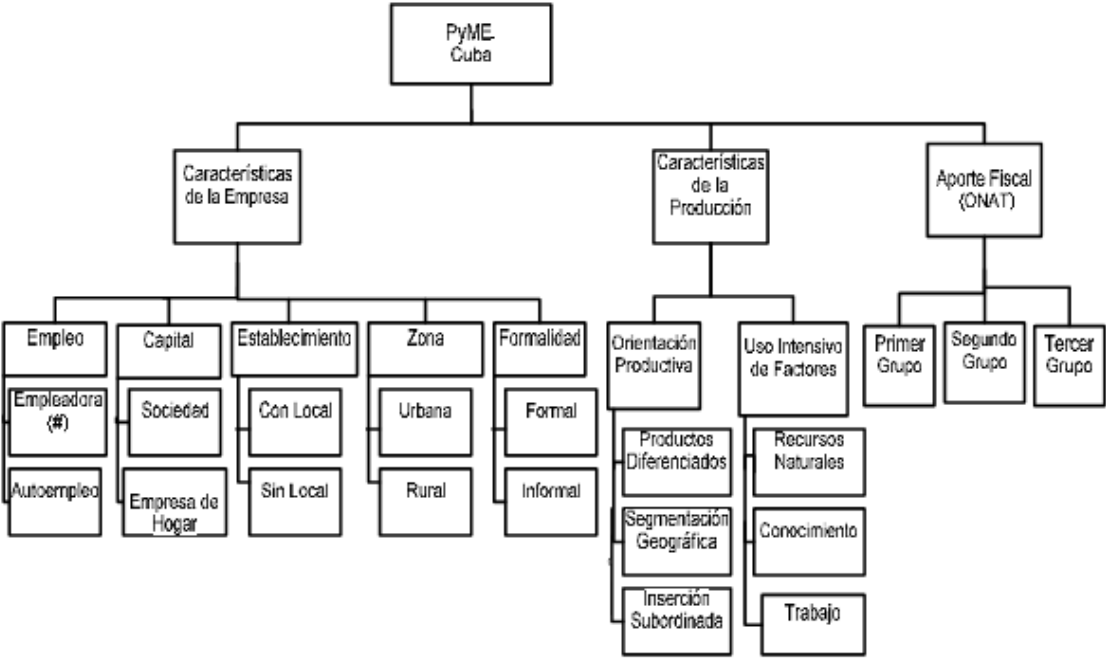 PyME-
Cuba
Características
de la Empresa
Características
de la
Producción
Aporte Fiscal
(ONAT)
Empleo
Capital
Establecimiento
Zona
Formalidad
Orientación
Productiva
Uso Intensivo
de Factores
Primer
Grupo
Segundo
Grupo
Tercer
Grupo
Empleadora
(#)
Sociedad
Con Local
Urbana
Formal
Productos
Diferenciados
Recursos
Naturales
Autoempleo
Empresa de
Hogar
Sin Local
Rural
Informal
Segmentación
Geográfica
Conocimiento
Inserción
Subordinada
Trabajo